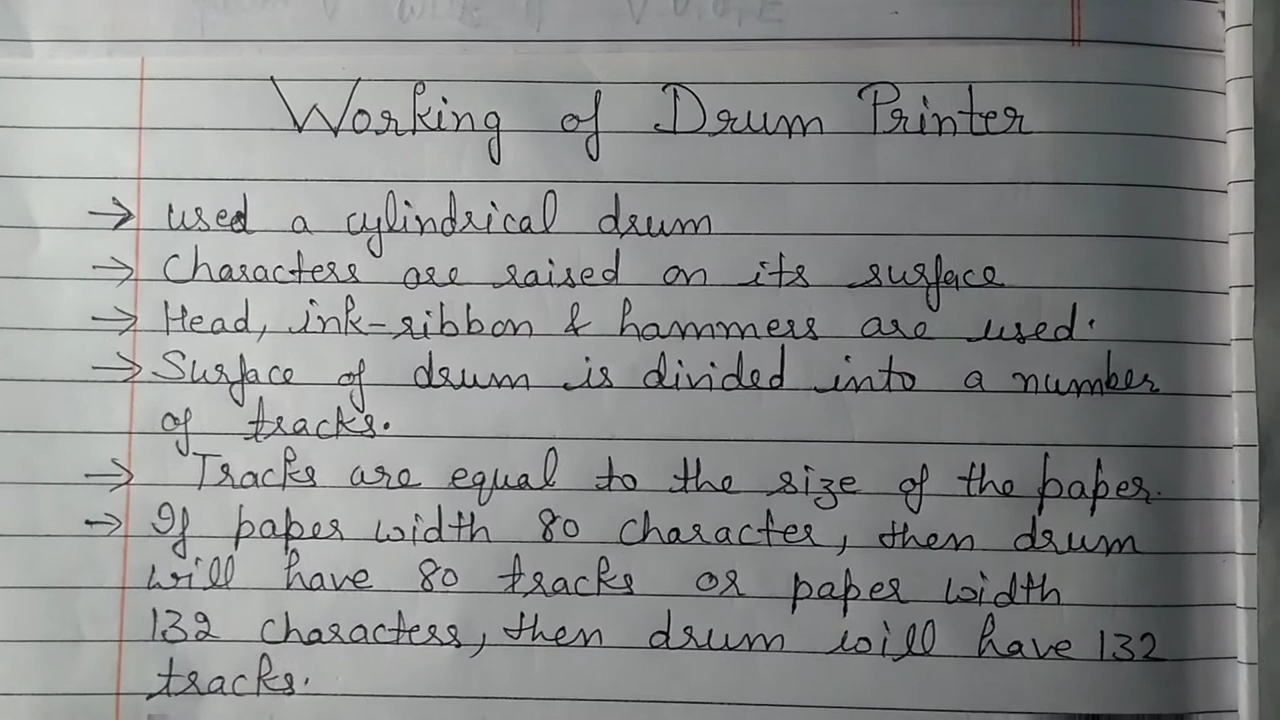 Working of Drum Printer
→ used a cylindrical drum
→ Characters are raised on its surface
→ Head, ink-ribbon & hammers are used.
→ Surface of drum is divided into a number
of tracks.
→ Tracks are equal to the size of the paper.
→ If paper width 80 character, then drum
will have 80 tracks or paper width
132 characters, then drum will have 132
tracks.